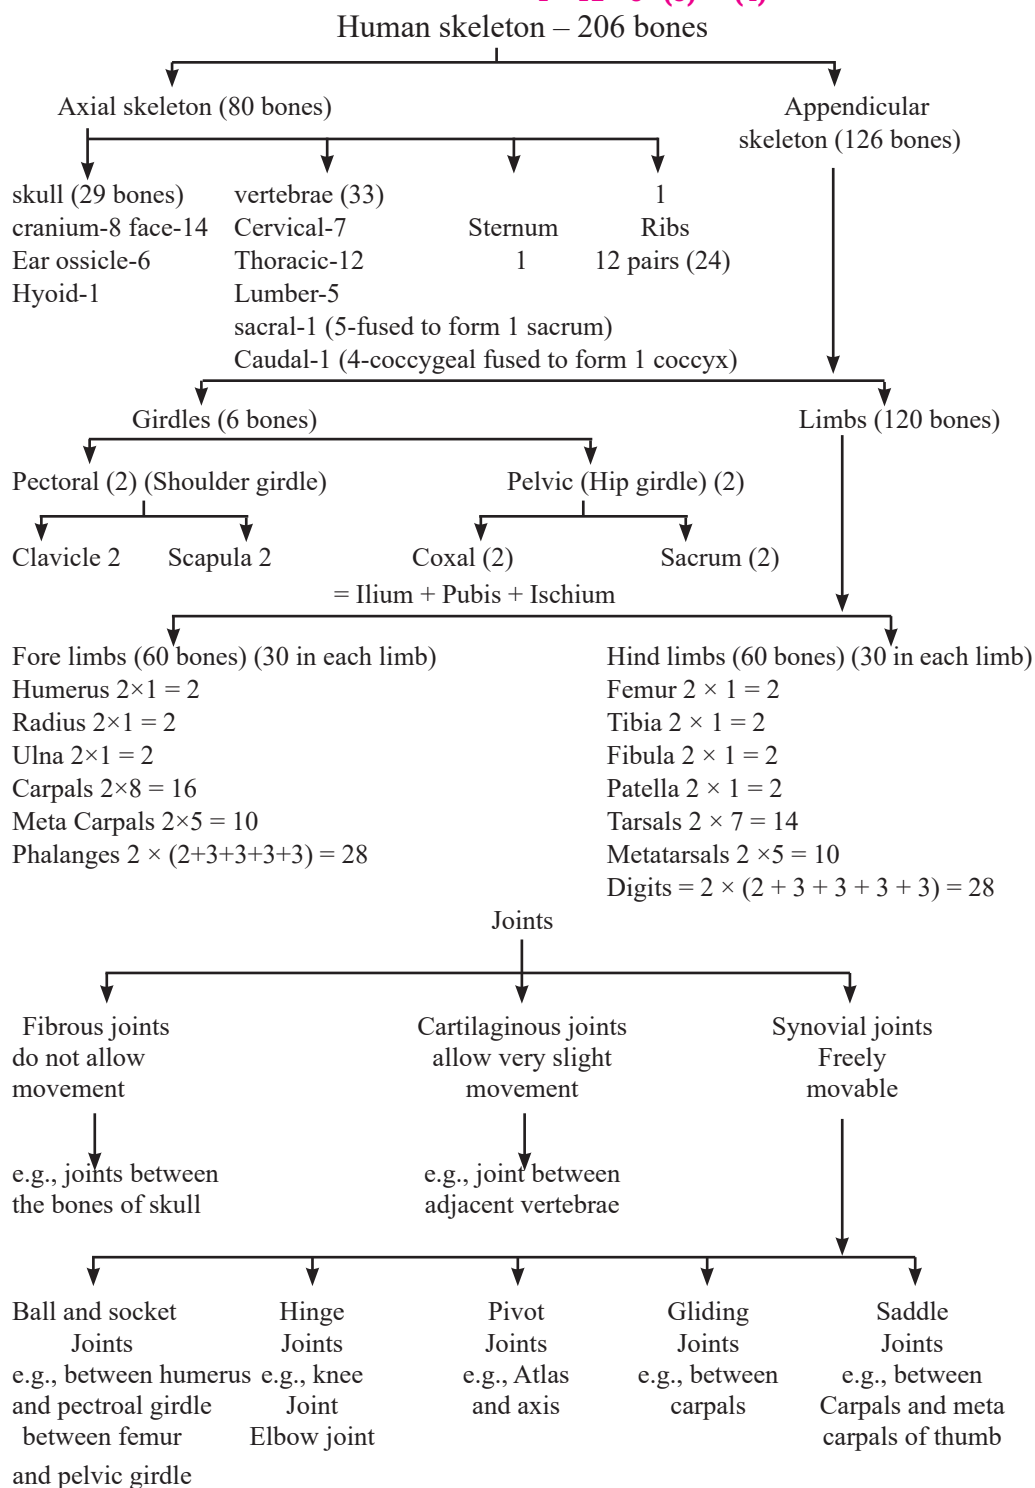 Human skeleton – 206 bones
Axial skeleton (80 bones)
Appendicular
skeleton (126 bones)
skull (29 bones)
cranium-8 face-14
Ear ossicle-6
Hyoid-1
vertebrae (33)
Cervical-7
Thoracic-12
Lumber-5
sacral-1 (5-fused to form 1 sacrum)
Caudal-1 (4-coccygeal fused to form 1 coccyx)
Sternum
1
1
Ribs
12 pairs (24)
Girdles (6 bones)
Limbs (120 bones)
Pectoral (2) (Shoulder girdle)
Pelvic (Hip girdle) (2)
Clavicle 2
Scapula 2
Coxal (2)
Sacrum (2)
= Ilium + Pubis + Ischium
Fore limbs (60 bones) (30 in each limb)
Humerus 2×1 = 2
Radius 2×1 = 2
Ulna 2×1 = 2
Carpals 2×8 = 16
Meta Carpals 2×5 = 10
Phalanges 2 × (2+3+3+3+3) = 28
Hind limbs (60 bones) (30 in each limb)
Femur 2 × 1 = 2
Tibia 2 × 1 = 2
Fibula 2 × 1 = 2
Patella 2 × 1 = 2
Tarsals 2 × 7 = 14
Metatarsals 2 ×5 = 10
Digits = 2 × (2 + 3 + 3 + 3 + 3) = 28
Joints
Fibrous joints
do not allow
movement
Cartilaginous joints
allow very slight
movement
Synovial joints
Freely
movable
e.g., joints between
the bones of skull
e.g., joint between
adjacent vertebrae
Ball and socket
Joints
e.g., between humerus
and pectroal girdle
between femur
and pelvic girdle
Hinge
Joints
e.g., knee
Joint
Elbow joint
Pivot
Joints
e.g., Atlas
and axis
Gliding
Joints
e.g., between
carpals
Saddle
Joints
e.g., between
Carpals and meta
carpals of thumb